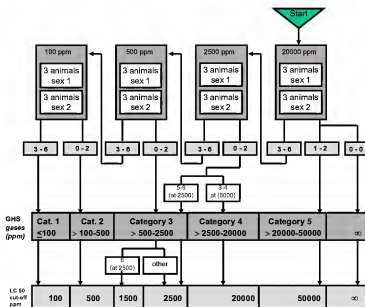 Start
100 ppm
500 ppm
2500 ppm
20000 ppm
3 animals
sex 1
3 animals
sex 1
3 animals
sex 1
3 animals
sex 1
3 animals
sex 2
3 animals
sex 2
3 animals
sex 2
3 animals
sex 2
3 - 6
0 - 2
3 - 6
0 - 2
3 - 6
0 - 2
3 - 6
1 - 2
0 - 0
(at 2500)
3-4
at (5000)
GHS
gases
(ppm)
Cat. 1
≤100
Cat. 2
> 100-500
Category 3
> 500-2500
Category 4
> 2500-20000
Category 5
> 20000-50000
∞
(at 2500)
other
LC 50
cut-off
ppm
100
500
1500
2500
20000
50000
∞